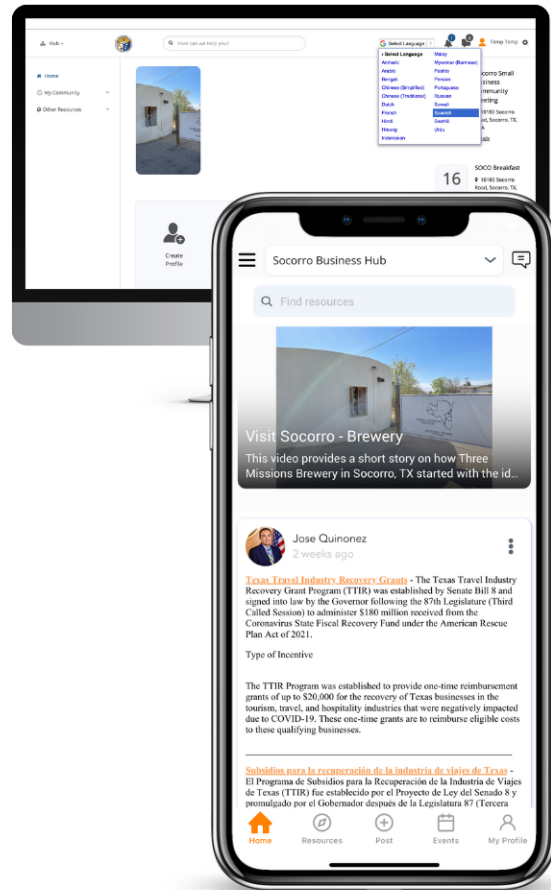 Hub
How can we help you?
Select Language
Temp Temp
Home
My Community
Other Resources
Select Language
Amharic
Arabic
Bengali
Chinese (Simplified)
Chinese (Traditional)
Dutch
French
Hindi
Hmong
Indonesian
Malay
Myanmar (Burmese)
Pashto
Persian
Portuguese
Russian
Somali
Spanish
Swahili
Urdu
10180 Socorro
Road, Socorro, TX,
16
SOCO Breakfast
10180 Socorro
Road, Socorro, TX,
Create
Profile
Socorro Business Hub
Find resources
Visit Socorro - Brewery
This video provides a short story on how Three
Missions Brewery in Socorro, TX started with the id...
Jose Quinonez
2 weeks ago
Texas Travel Industry Recovery Grants - The Texas Travel Industry
Recovery Grant Program (TTIR) was established by Senate Bill 8 and
signed into law by the Governor following the 87th Legislature (Third
Called Session) to administer $180 million received from the
Coronavirus State Fiscal Recovery Fund under the American Rescue
Plan Act of 2021.
Type of Incentive
The TTIR Program was established to provide one-time reimbursement
grants of up to $20,000 for the recovery of Texas businesses in the
tourism, travel, and hospitality industries that were negatively impacted
due to COVID-19. These one-time grants are to reimburse eligible costs
to these qualifying businesses.
Subsidios para la recuperación de la industria de viajes de Texas -
El Programa de Subsidios para la Recuperación de la Industria de Viajes
de Texas (TTIR) fue establecido por el Proyecto de Ley del Senado 8 y
promulgado por el Gobernador después de la Legislatura 87 (Tercera
Home
Resources
Post
Events
My Profile